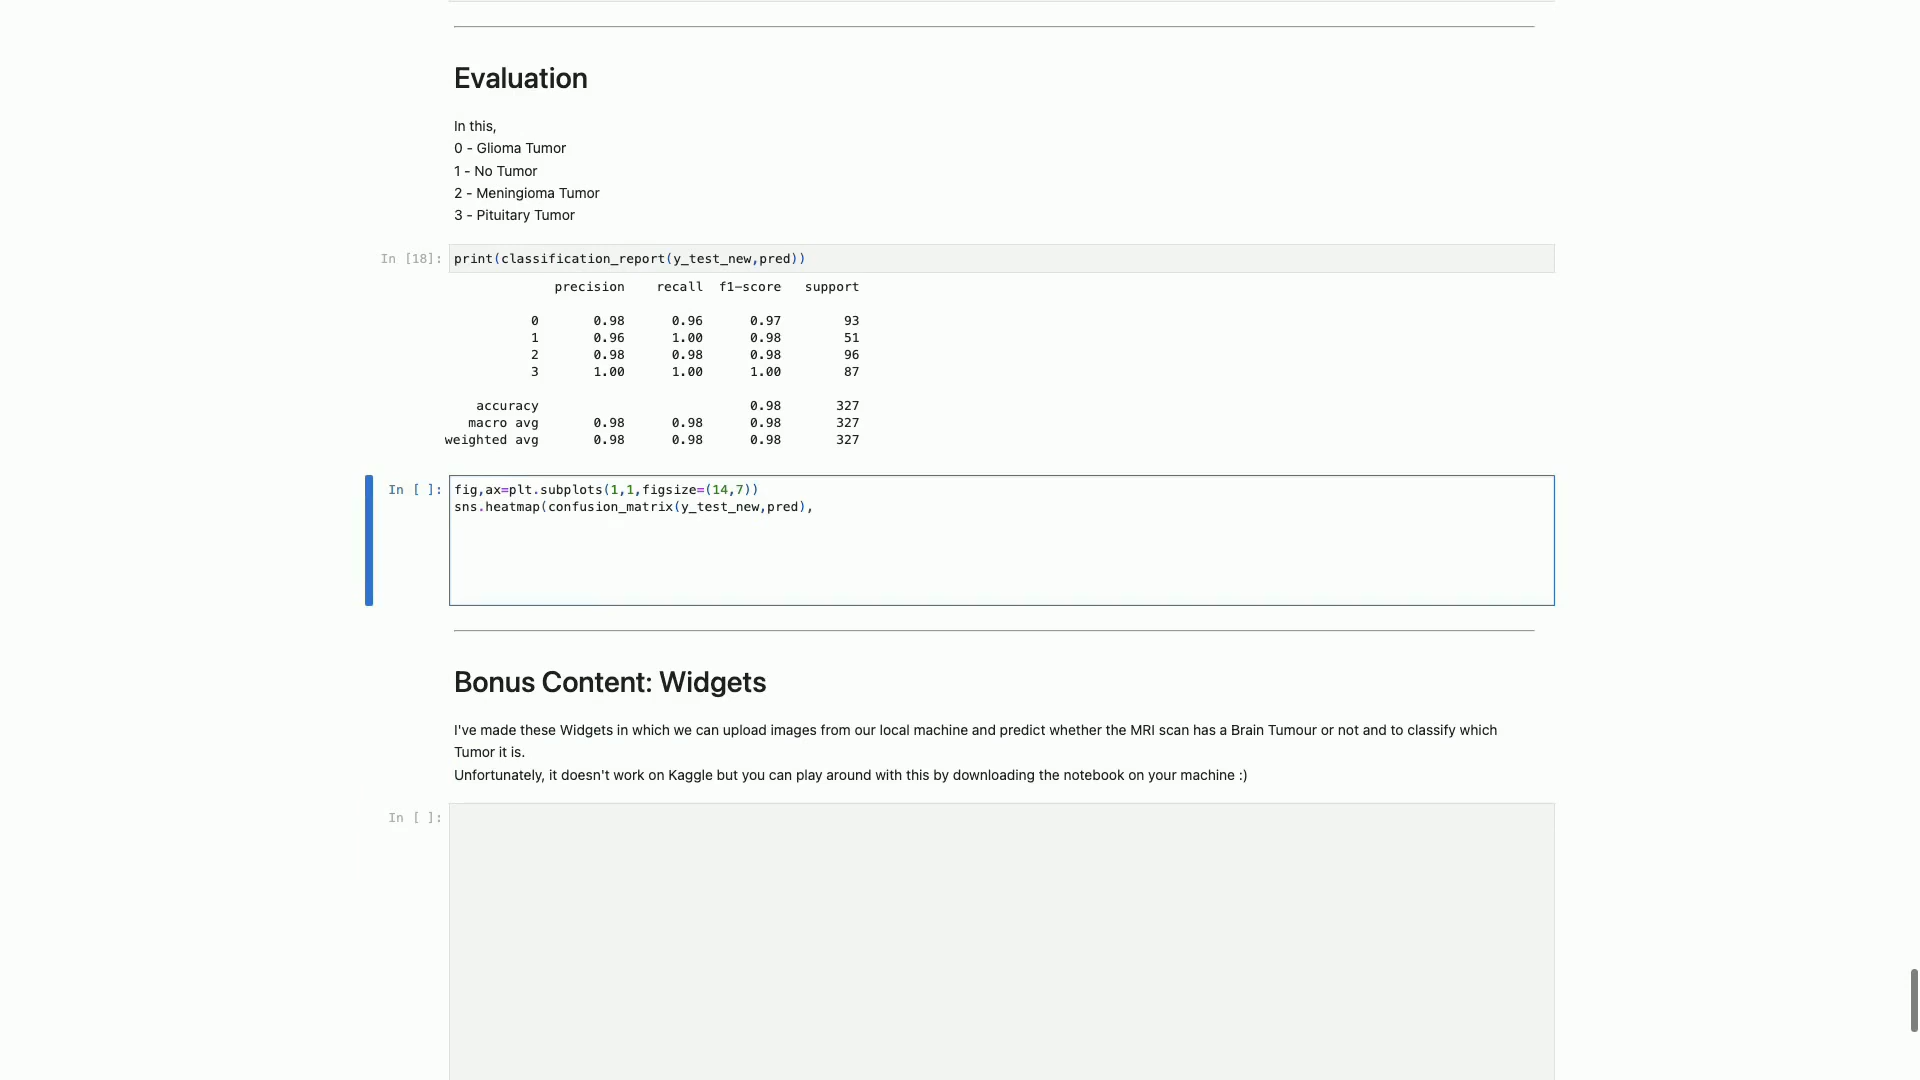 Evaluation
In this,
0 - Glioma Tumor
1 - No Tumor
2 - Meningioma Tumor
3 - Pituitary Tumor
In [18]: print(classification_report(y_test_new,pred))
precision recall f1-score support
0 0.98 0.96 0.97 93
1 0.96 1.00 0.98 51
2 0.98 0.98 0.98 96
3 1.00 1.00 1.00 87
accuracy 0.98 327
macro avg 0.98 0.98 0.98 327
weighted avg 0.98 0.98 0.98 327
In [ ]: fig,ax=plt.subplots(1,1,figsize=(14,7))
sns.heatmap(confusion_matrix(y_test_new,pred),
Bonus Content: Widgets
I've made these Widgets in which we can upload images from our local machine and predict whether the MRI scan has a Brain Tumour or not and to classify which
Tumor it is.
Unfortunately, it doesn't work on Kaggle but you can play around with this by downloading the notebook on your machine :)
In [ ]: